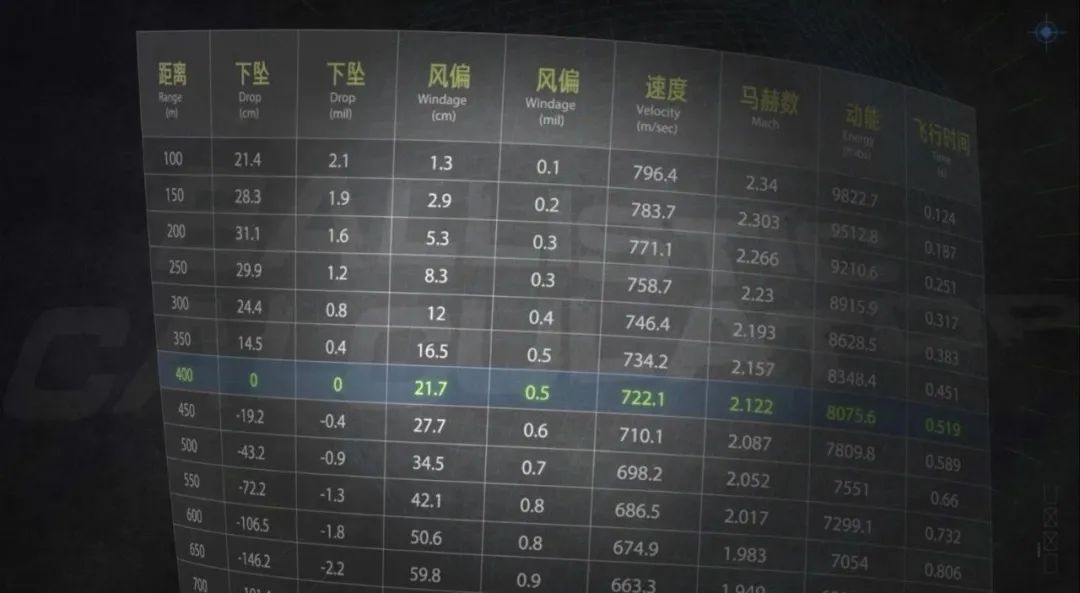 距离 下坠 下坠 风偏 风偏 速度 马赫数 动能 飞行时间
Range Drop Drop Windage Windage Velocity Mach Energy Time
(m) (cm) (mil) (cm) (mil) (m/sec) (s)
100 21.4 2.1 1.3 0.1 796.4 2.34 9822.7 0.124
150 28.3 1.9 2.9 0.2 783.7 2.303 9512.8 0.187
200 31.1 1.6 5.3 0.3 771.1 2.266 9210.6 0.251
250 29.9 1.2 8.3 0.3 758.7 2.23 8915.9 0.317
300 24.4 0.8 12 0.4 746.4 2.193 8628.5 0.383
350 14.5 0.4 16.5 0.5 734.2 2.157 8348.4 0.451
400 0 0 21.7 0.5 722.1 2.122 8075.6 0.519
450 -19.2 -0.4 27.7 0.6 710.1 2.087 7809.8 0.589
500 -43.2 -0.9 34.5 0.7 698.2 2.052 7551 0.66
550 -72.2 -1.3 42.1 0.8 686.5 2.017 7299.1 0.732
600 -106.5 -1.8 50.6 0.8 674.9 1.983 7054 0.806
650 -146.2 -2.2 59.8 0.9 663.3
700